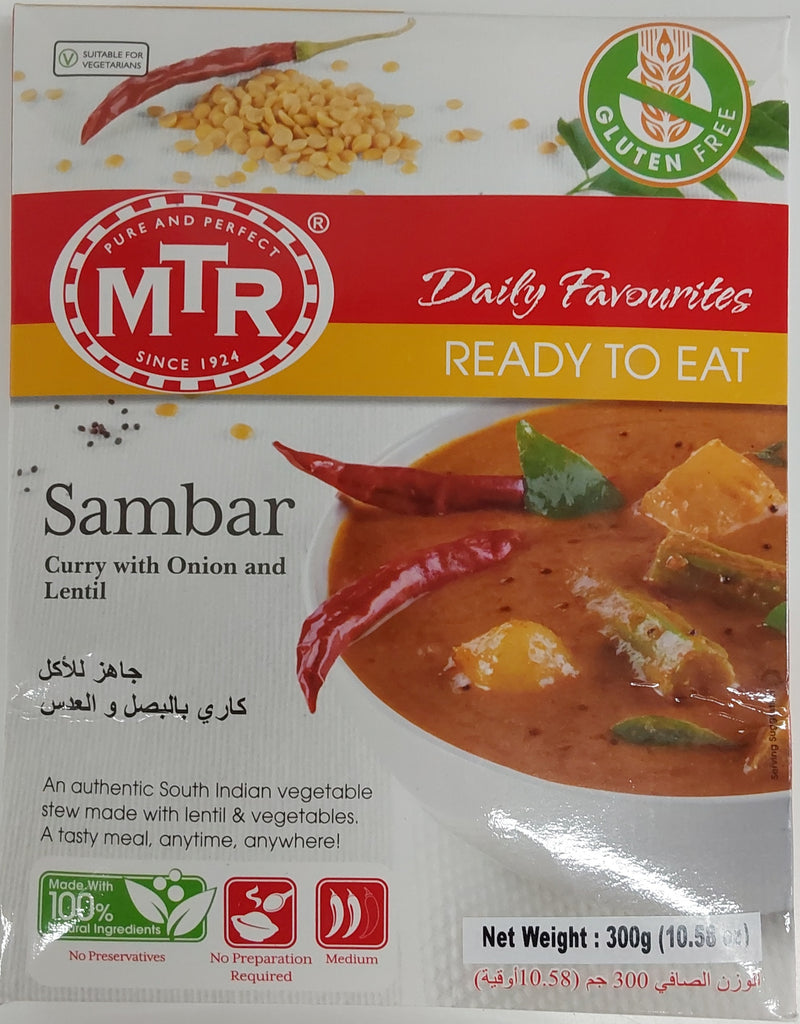 SUITABLE FOR
VEGETARIANS
GLUTEN FREE
PURE AND PERFECT
®
MTR
SINCE 1924
Daily Favourites
READY TO EAT
Sambar
Curry with Onion and
Lentil
جاهز للأكل
كاري بالبصل و العدس
An authentic South Indian vegetable
stew made with lentil & vegetables.
A tasty meal, anytime, anywhere!
Serving
Made With
100%
Ingredients
No Preservatives
No Preparation
Required
Medium
Net Weight : 300g (10.58 oz)
الوزن الصافي 300 جم (10.58أوقية)